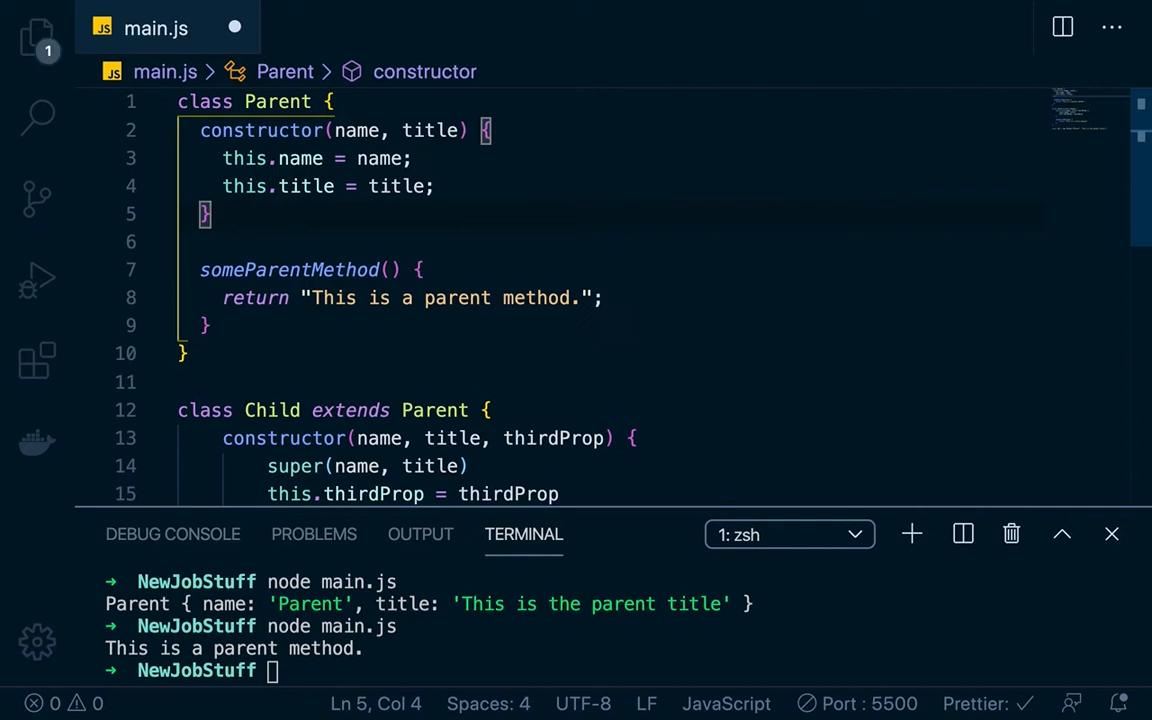 1
JS main.js
JS main.js > Parent > constructor
1 class Parent {
2 constructor(name, title) {
3 this.name = name;
4 this.title = title;
5 }
6
7 someParentMethod() {
8 return "This is a parent method.";
9 }
10 }
11
12 class Child extends Parent {
13 constructor(name, title, thirdProp) {
14 super(name, title)
15 this.thirdProp = thirdProp
DEBUG CONSOLE PROBLEMS OUTPUT TERMINAL 1: zsh
→ NewJobStuff node main.js
Parent { name: 'Parent', title: 'This is the parent title' }
→ NewJobStuff node main.js
This is a parent method.
→ NewJobStuff
0 0 Ln 5, Col 4 Spaces: 4 UTF-8 LF JavaScript Port : 5500 Prettier: ✓